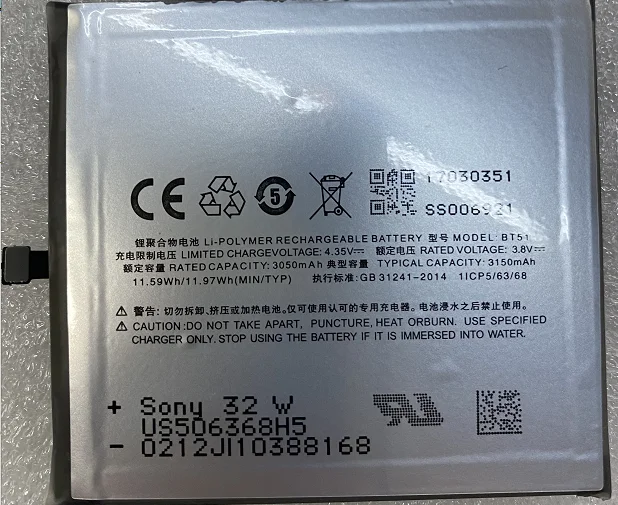 CE
5
17030351
SS006921
锂聚合物电池 Li-POLYMER RECHARGEABLE BATTERY 型号 MODEL: BT51
充电限制电压 LIMITED CHARGEVOLTAGE: 4.35V⎓ 额定电压 RATED VOLTAGE: 3.8V⎓
额定容量 RATED CAPACITY: 3050mAh 典型容量 TYPICAL CAPACITY: 3150mAh
11.59Wh/11.97Wh(MIN/TYP) 执行标准:GB 31241-2014 1ICP5/63/68
⚠ 警告: 切勿拆卸、挤压或加热电池。仅可使用认可的专用充电器。电池浸水之后禁止使用。
⚠ CAUTION:DO NOT TAKE APART, PUNCTURE, HEAT ORBURN. USE SPECIFIED
CHARGER ONLY. STOP USING THE BATTERY IF IT IS IMMERSED INTO WATER.
+ Sony 32 W
US506368H5
- 0212JI10388168